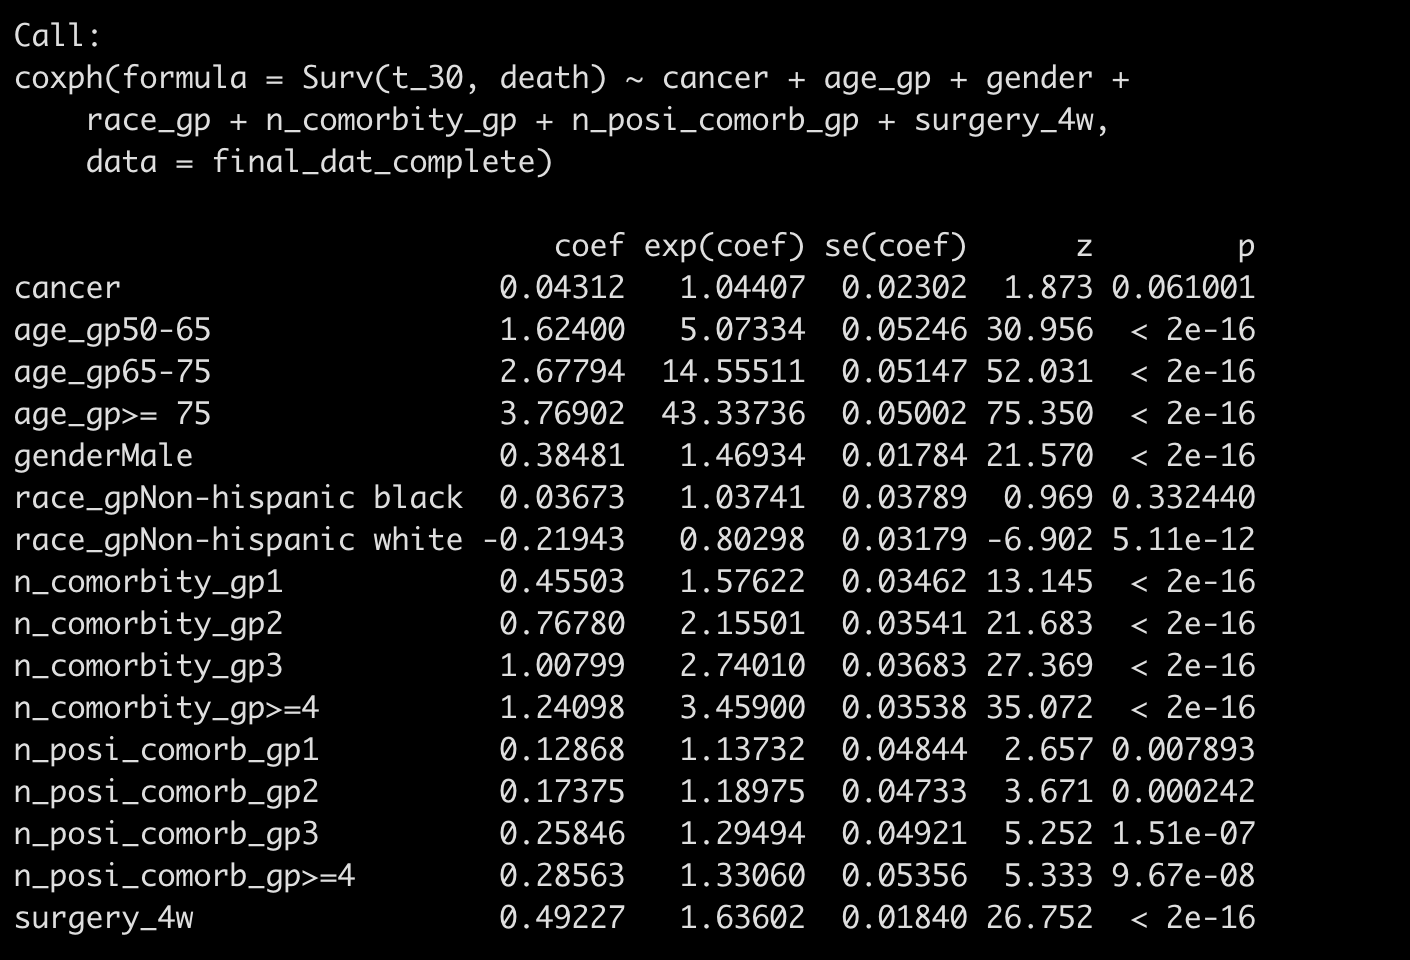 Call:
coxph(formula = Surv(t_30, death) ~ cancer + age_gp + gender +
    race_gp + n_comorbity_gp + n_posi_comorb_gp + surgery_4w,
    data = final_dat_complete)

                              coef exp(coef) se(coef)      z        p
cancer                     0.04312   1.04407  0.02302  1.873 0.061001
age_gp50-65                1.62400   5.07334  0.05246 30.956  < 2e-16
age_gp65-75                2.67794  14.55511  0.05147 52.031  < 2e-16
age_gp>= 75                3.76902  43.33736  0.05002 75.350  < 2e-16
genderMale                 0.38481   1.46934  0.01784 21.570  < 2e-16
race_gpNon-hispanic black  0.03673   1.03741  0.03789  0.969 0.332440
race_gpNon-hispanic white -0.21943   0.80298  0.03179 -6.902 5.11e-12
n_comorbity_gp1            0.45503   1.57622  0.03462 13.145  < 2e-16
n_comorbity_gp2            0.76780   2.15501  0.03541 21.683  < 2e-16
n_comorbity_gp3            1.00799   2.74010  0.03683 27.369  < 2e-16
n_comorbity_gp>=4          1.24098   3.45900  0.03538 35.072  < 2e-16
n_posi_comorb_gp1          0.12868   1.13732  0.04844  2.657 0.007893
n_posi_comorb_gp2          0.17375   1.18975  0.04733  3.671 0.000242
n_posi_comorb_gp3          0.25846   1.29494  0.04921  5.252 1.51e-07
n_posi_comorb_gp>=4        0.28563   1.33060  0.05356  5.333 9.67e-08
surgery_4w                 0.49227   1.63602  0.01840 26.752  < 2e-16